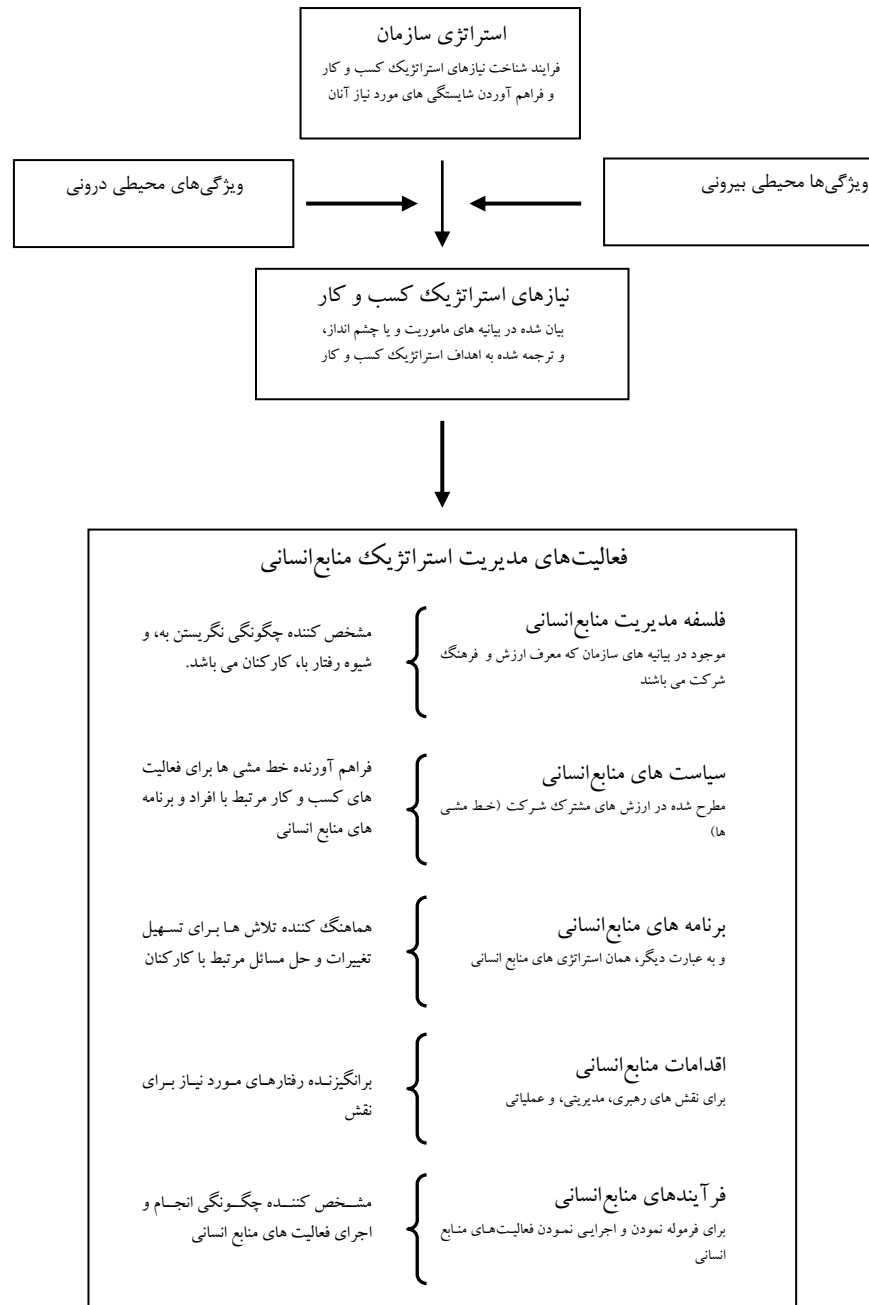 استراتژی سازمان
فرایند شناخت نیازهای استراتژیک کسب و کار
و فراهم آوردن شایستگی های مورد نیاز آنان
ویژگی‌ها محیطی بیرونی
ویژگی‌های محیطی درونی
نیازهای استراتژیک کسب و کار
بیان شده در بیانیه های ماموریت و یا چشم انداز،
و ترجمه شده به اهداف استراتژیک کسب و کار
فعالیت‌های مدیریت استراتژیک منابع‌انسانی
فلسفه مدیریت منابع‌انسانی
موجود در بیانیه های سازمان که معرف ارزش و فرهنگ
شرکت می باشند
مشخص کننده چگونگی نگریستن به، و
شیوه رفتار با، کارکنان می باشد.
سیاست های منابع‌انسانی
مطرح شده در ارزش های مشترک شرکت (خط مشی
ها)
فراهم آورنده خط مشی ها برای فعالیت
های کسب و کار مرتبط با افراد و برنامه
های منابع انسانی
برنامه های منابع‌انسانی
و به عبارت دیگر، همان استراتژی های منابع انسانی
هماهنگ کننده تلاش ها برای تسهیل
تغییرات و حل مسائل مرتبط با کارکنان
اقدامات منابع‌انسانی
برای نقش های رهبری، مدیریتی، و عملیاتی
برانگیزنده رفتارهای مورد نیاز برای
نقش
فرآیندهای منابع‌انسانی
برای فرموله نمودن و اجرایی نمودن فعالیت‌های منابع
انسانی
مشخص کننده چگونگی انجام و
اجرای فعالیت های منابع انسانی